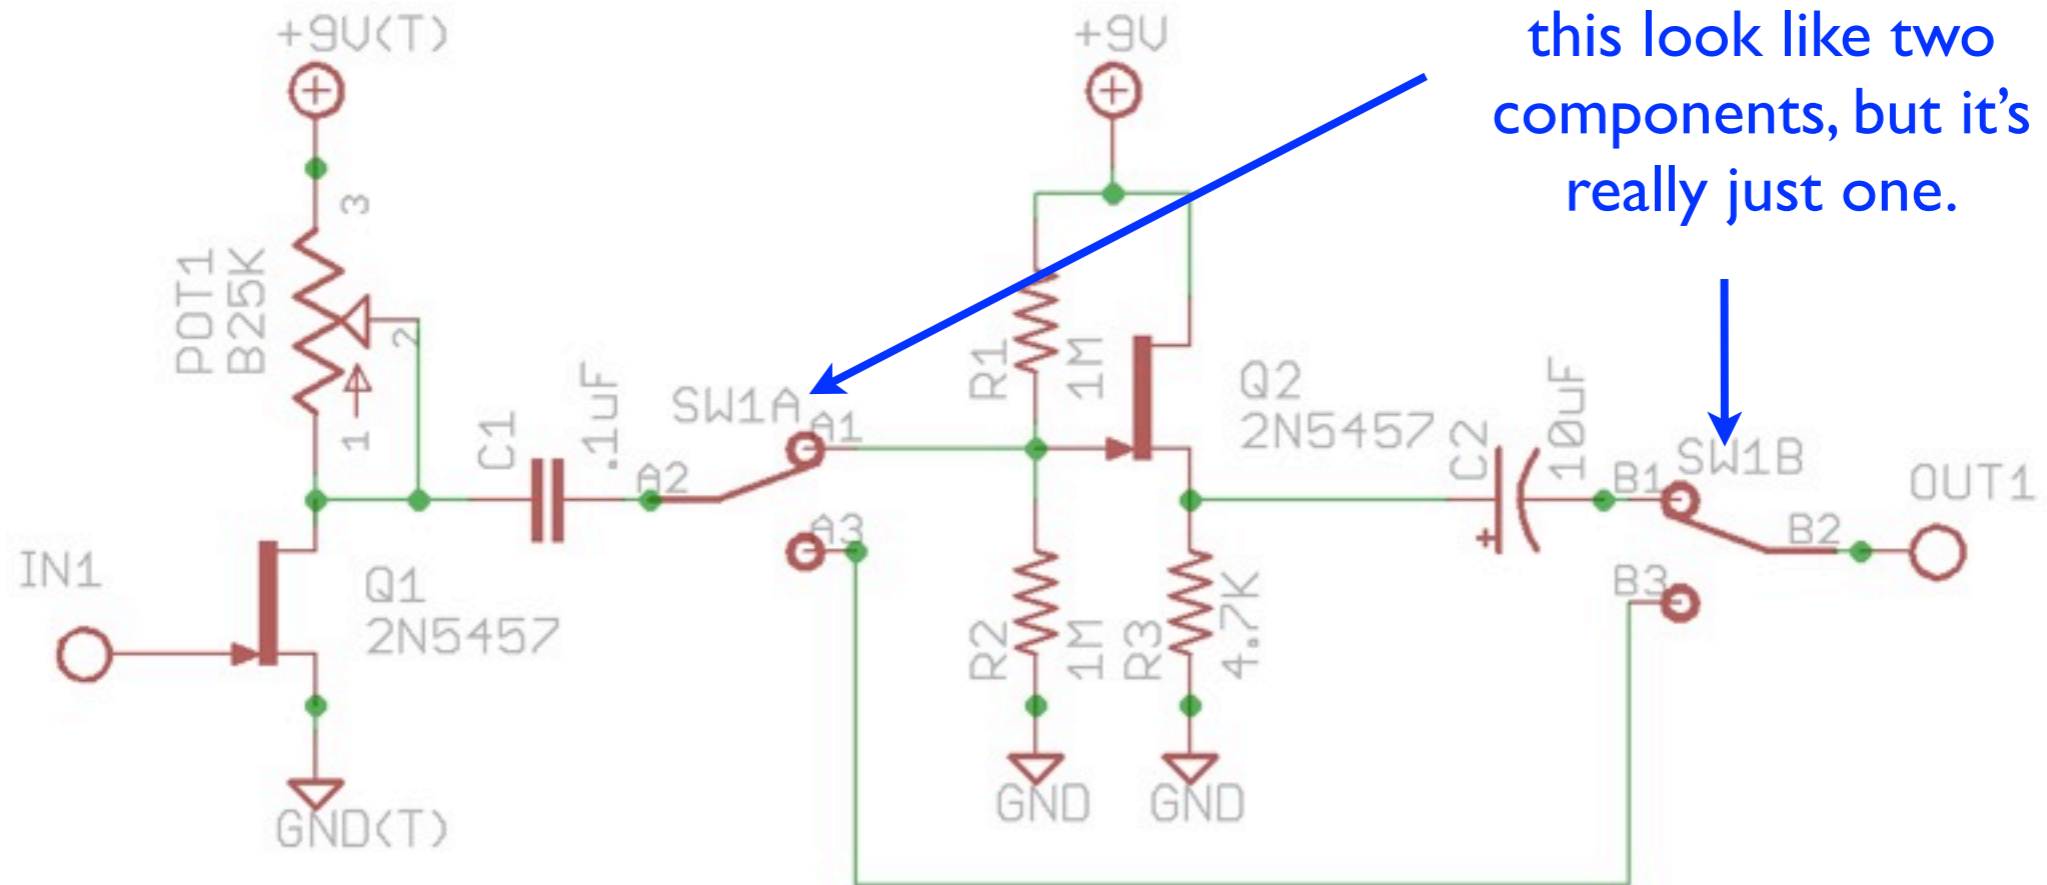 +9V(T)
+9V
this look like two
components, but it’s
really just one.
3
POT1
B25K
2
1
C1
.1uF
SW1A
A1
A2
A3
R1
1M
Q2
2N5457
C2
10uF
+
B1
SW1B
B2
B3
OUT1
IN1
Q1
2N5457
R2
1M
R3
4.7K
GND
GND
GND(T)